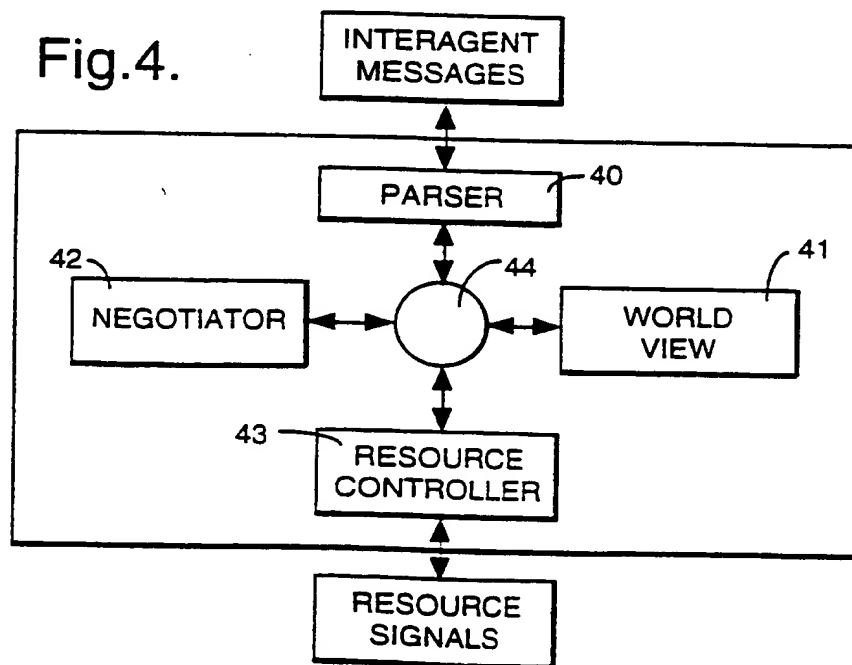 Fig.4.
INTERAGENT
MESSAGES
PARSER
40
42
NEGOTIATOR
44
41
WORLD
VIEW
43
RESOURCE
CONTROLLER
RESOURCE
SIGNALS